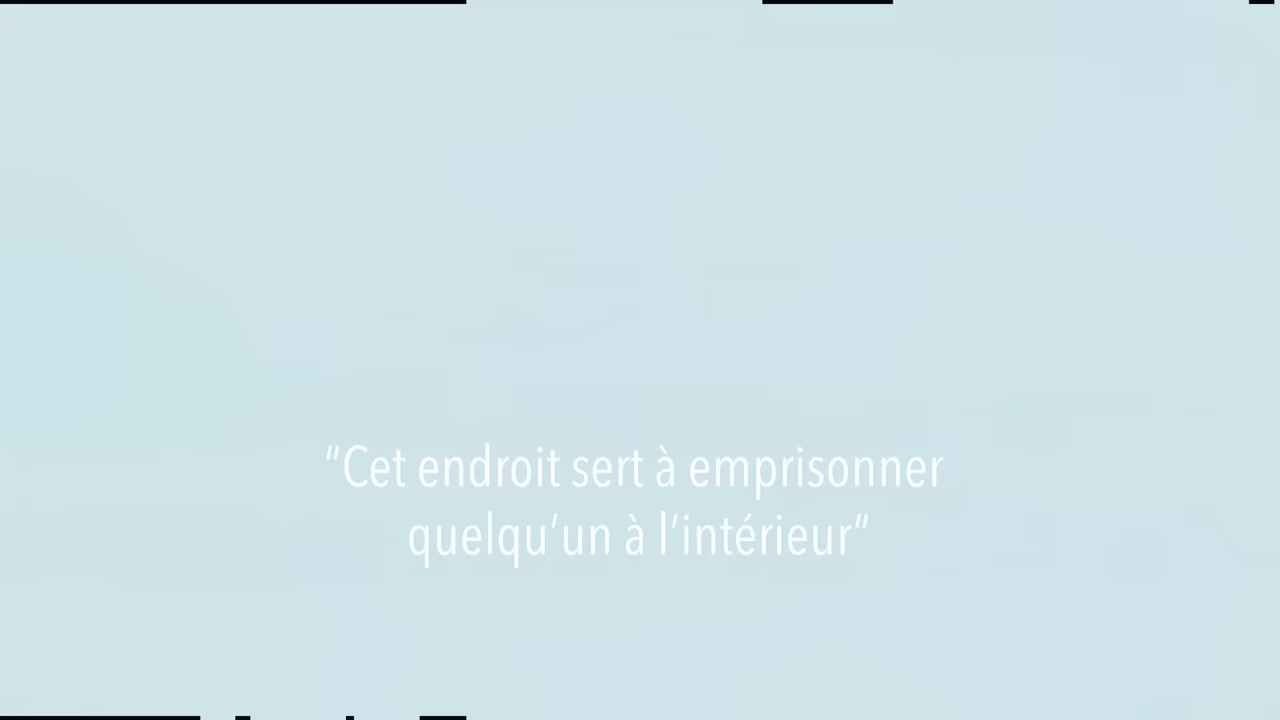 "Cet endroit sert à emprisonner
quelqu'un à l'intérieur"